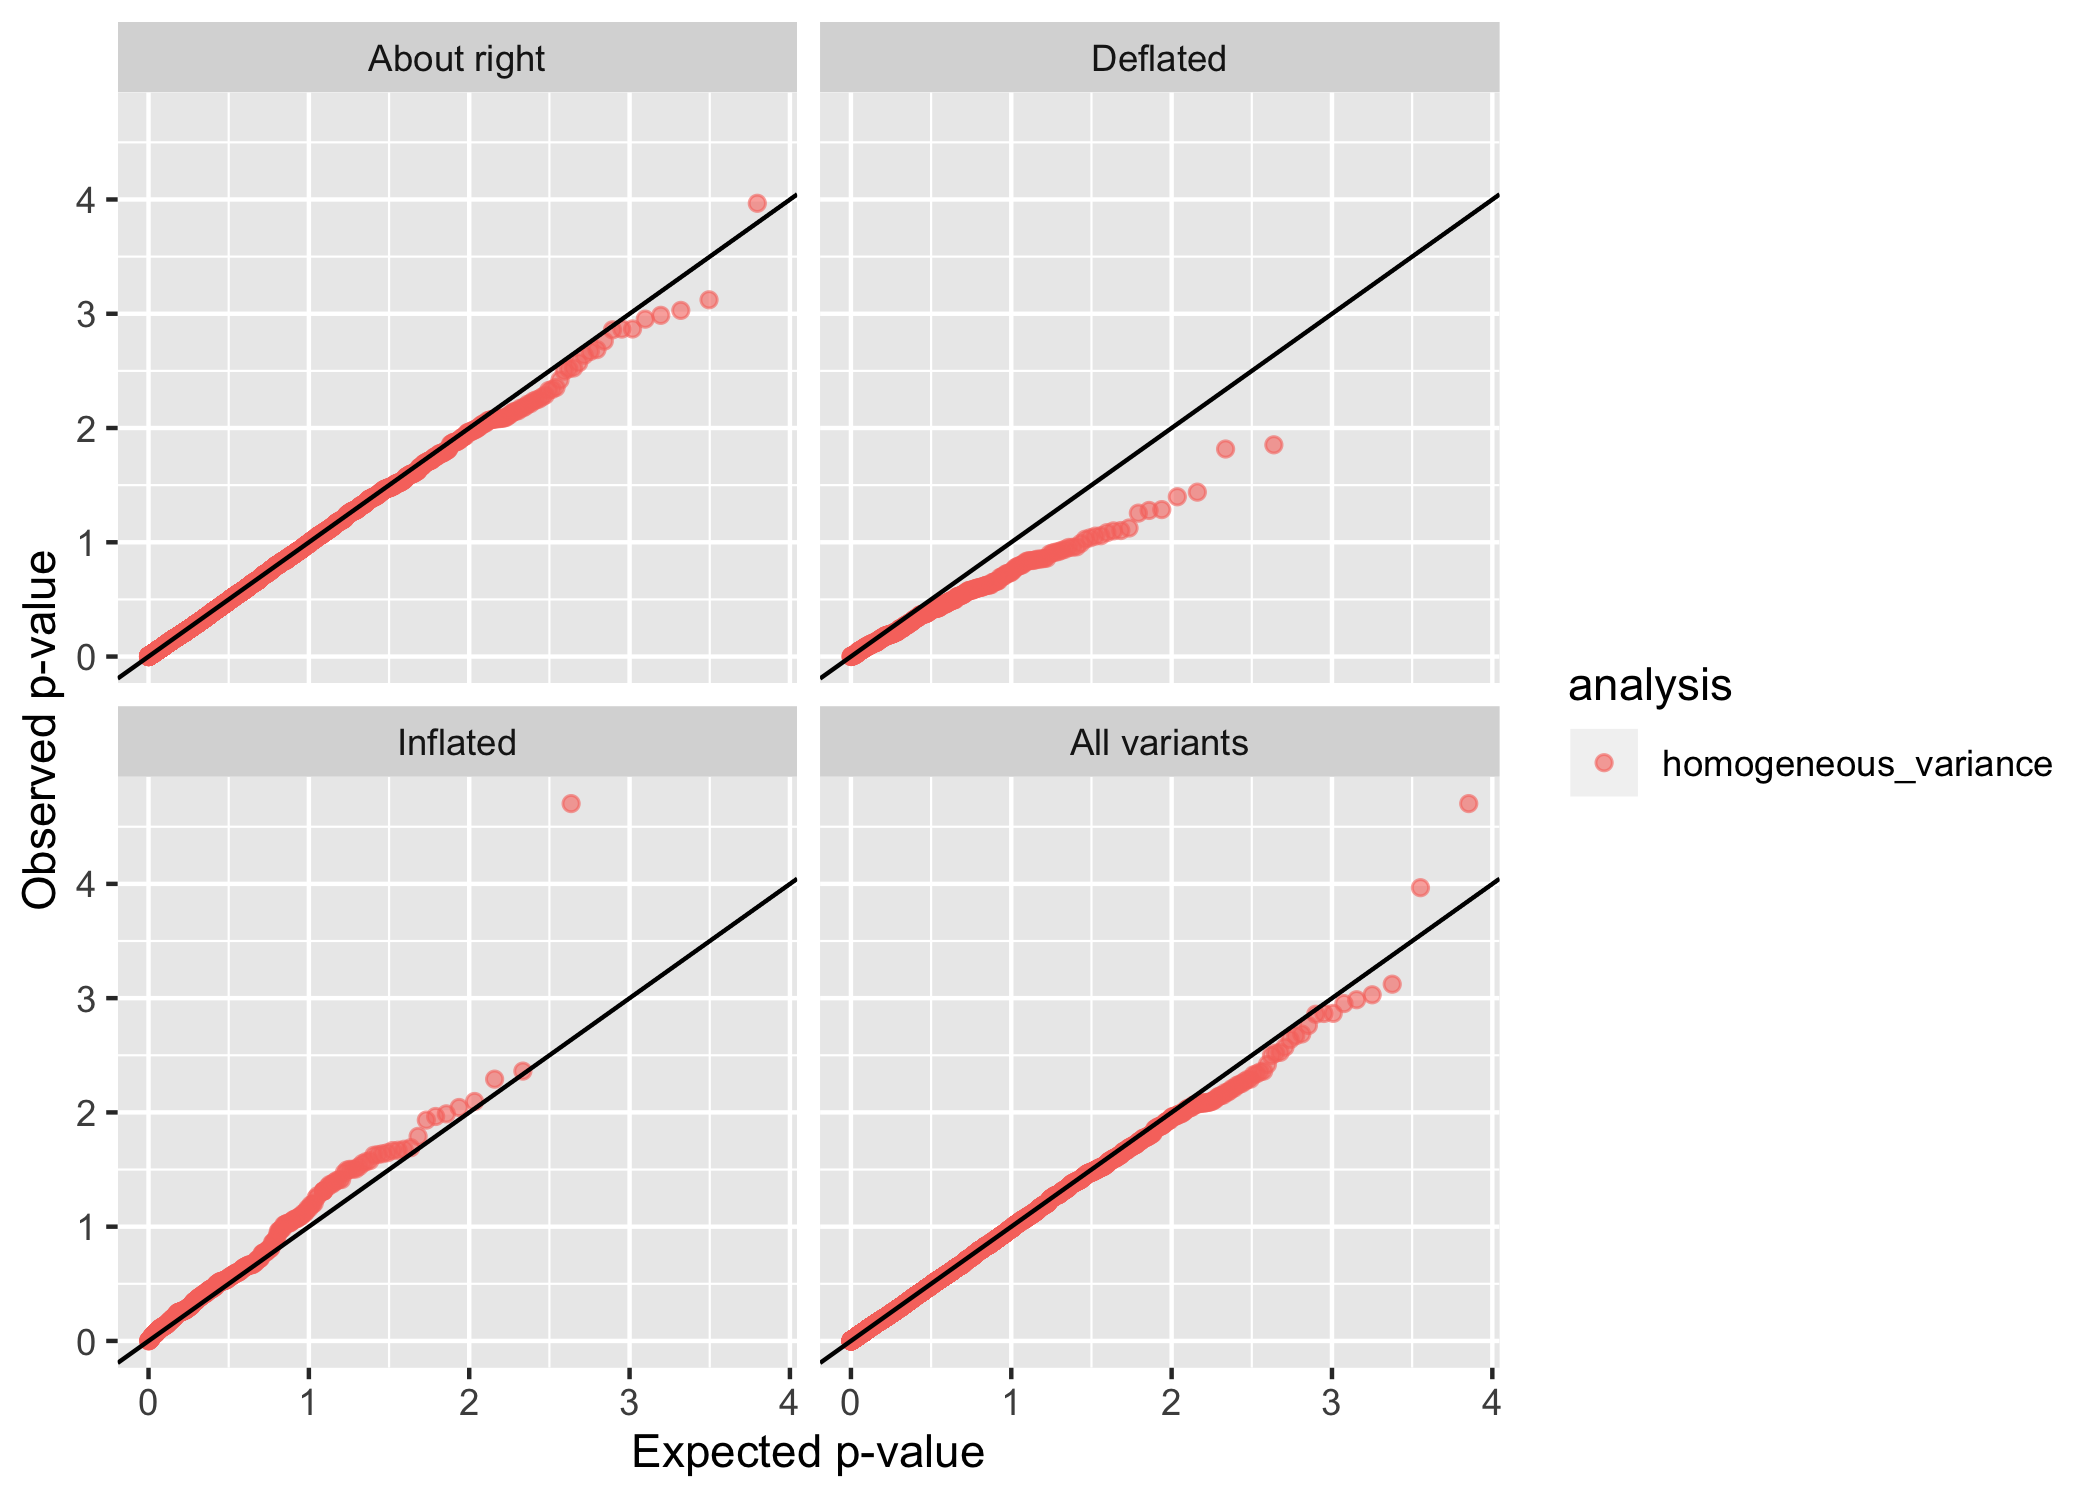 About right
Deflated
4
3
2
1
0
Inflated
All variants
4
3
2
1
0
0 1 2 3 4
0 1 2 3 4
Expected p-value
Observed p-value
analysis
homogeneous_variance